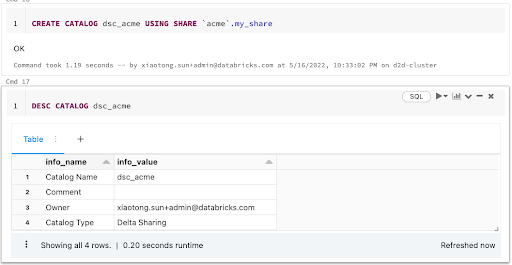 Cmd 16
1 CREATE CATALOG dsc_acme USING SHARE `acme`.my_share
OK
Command took 1.19 seconds -- by xiaotong.sun+admin@databricks.com at 5/16/2022, 10:33:02 PM on d2d-cluster
Cmd 17
SQL
1 DESC CATALOG dsc_acme
Table +
info_name info_value
1 Catalog Name dsc_acme
2 Comment
3 Owner xiaotong.sun+admin@databricks.com
4 Catalog Type Delta Sharing
Showing all 4 rows. | 0.20 seconds runtime Refreshed now